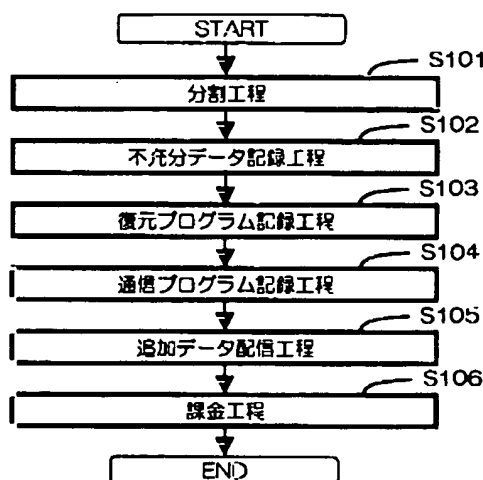 START
S101
分割工程
S102
不充分データ記録工程
S103
復元プログラム記録工程
S104
通信プログラム記録工程
S105
追加データ配信工程
S106
課金工程
END